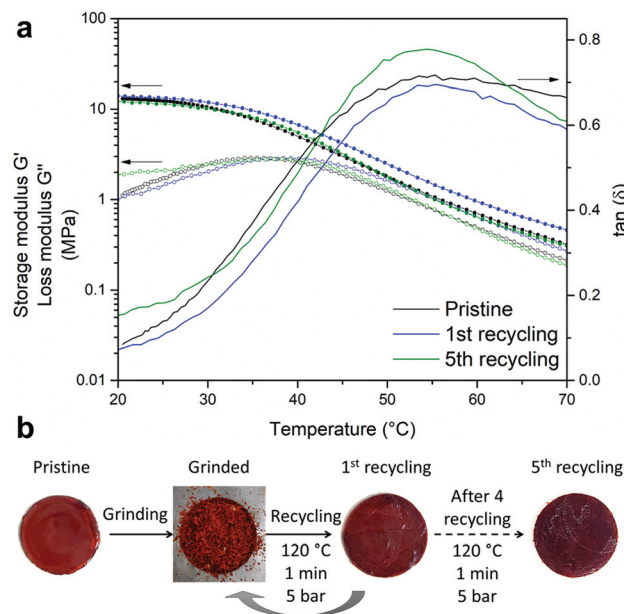 a
100
10
1
0.1
0.01
Storage modulus G'
Loss modulus G''
(MPa)
0.8
0.6
0.4
0.2
0.0
tan (δ)
Pristine
1st recycling
5th recycling
20 30 40 50 60 70
Temperature (°C)
b
Pristine Grinded 1st recycling 5th recycling
Grinding
Recycling
120 °C
1 min
5 bar
After 4
recycling
120 °C
1 min
5 bar